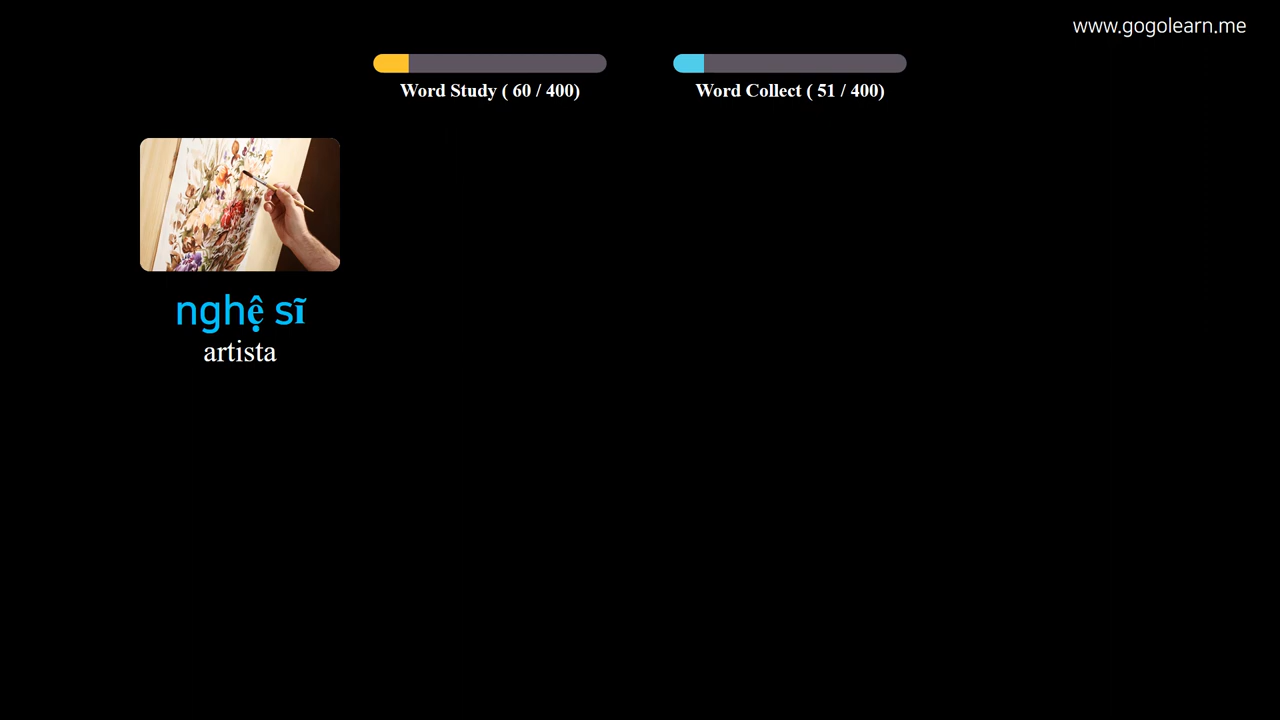 www.gogolearn.me
Word Study ( 60 / 400)
Word Collect ( 51 / 400)
nghệ sĩ
artista